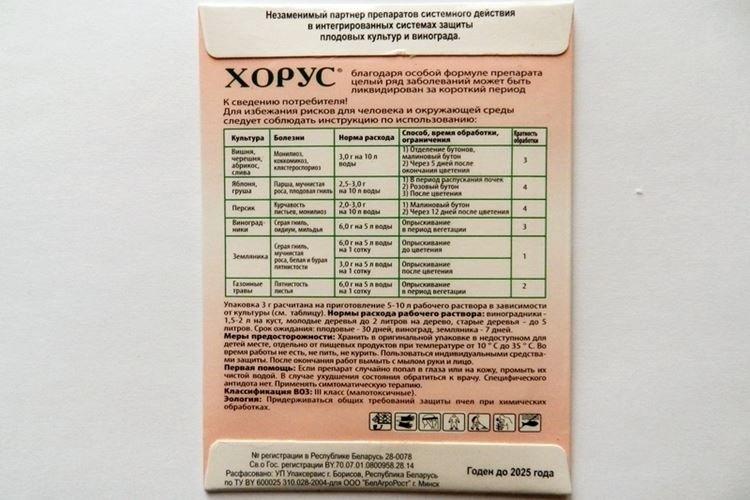 Незаменимый партнер препаратов системного действия
в интегрированных системах защиты
плодовых культур и винограда.
ХОРУС® благодаря особой формуле препарата
целый ряд заболеваний может быть
ликвидирован за короткий период
К сведению потребителя!
Для избежания рисков для человека и окружающей среды
следует соблюдать инструкцию по использованию:
Культура Болезни Норма расхода Способ, время обработки, ограничения Кратность обработки
Вишня, черешня, абрикос, слива Монилиоз, коккомикоз, клястероспориоз 3,0 г на 10 л воды 1) Отделение бутонов, малиновый бутон 2) Через 5 дней после окончания цветения 3
Яблоня, груша Парша, мучнистая роса, плодовая гниль 2,5-3,0 г на 10 л воды 1) В период распускания почек 2) Розовый бутон 3) После цветения 4
Персик Курчавость листьев, монилиоз 2,0-3,0 г на 10 л воды 1) Малиновый бутон 2) Через 12 дней после цветения 4
Виноградники Серая гниль, оидиум, мильдью 6,0 г на 5 л воды Опрыскивание в период вегетации 3
Земляника Серая гниль, мучнистая роса, белая и бурая пятнистости 6,0 г на 5 л воды на 1 сотку Опрыскивание до цветения 1
3,0 г на 5 л воды на 1 сотку Опрыскивание после цветения
Газонные травы Пятнистость листья 6,0 г на 5 л воды на 1 сотку Опрыскивание в период вегетации 2
Упаковка 3 г расчитана на приготовление 5-10 л рабочего раствора в зависимости
от культуры (см. таблицу). Нормы расхода рабочего раствора: виноградники -
1,5-2 л на куст, молодые деревья до 2 литров на дерево, старые деревья - до 5
литров. Срок ожидания: плодовые - 30 дней, виноград, земляника - 7 дней.
Меры предосторожности: Хранить в оригинальной упаковке в недоступном для
детей месте, отдельно от пищевых продуктов при температуре от 10 ° С до 35 ° С. Во
время работы не есть, не пить, не курить. Пользоваться индивидуальными средства-
ми защиты. После окончания работ вымыть с мылом руки и лицо.
Первая помощь: Если препарат случайно попал в глаза или на кожу, промыть их
чистой водой. В случае ухудшения состояния обратиться к врачу. Специфического
антидота нет. Применять симтоматическую терапию.
Классификация ВОЗ: III класс (малотоксичные).
Зология: Придерживаться общих требований защиты пчел при химических
обработках.
№ регистрации в Республике Беларусь 28-0078
Св.о Гос. регистрации BY.70.07.01.0800958.28.14
Расфасовано: УП Упаксервис г. Борисов, Республика Беларусь
по ТУ BY 600025 310.028-2004-для ООО "БелАгроРост" г. Минск
Годен до 2025 года